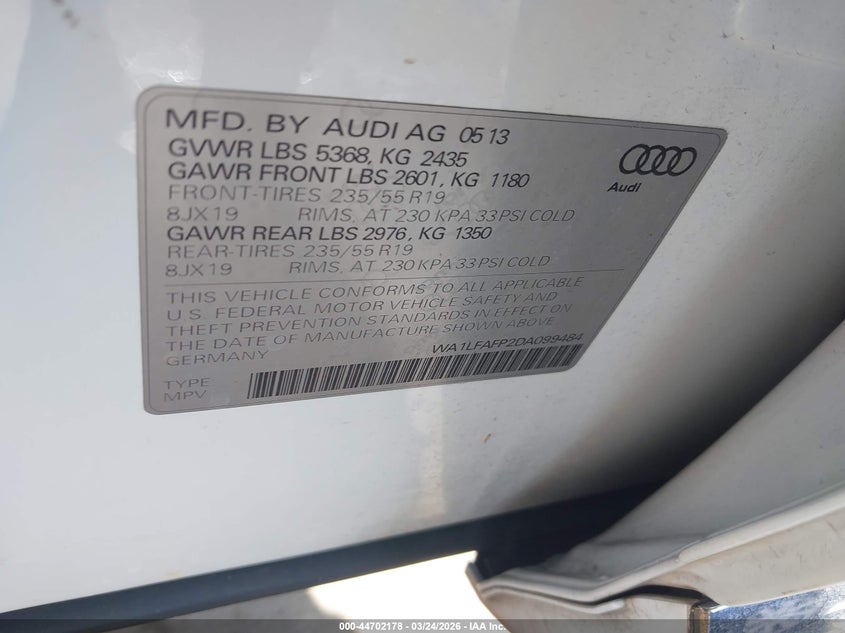 MFD. BY AUDI AG 05 13
GVWR LBS 5368, KG 2435
GAWR FRONT LBS 2601, KG 1180
FRONT-TIRES 235/55 R19
8JX19 RIMS, AT 230 KPA 33 PSI COLD
GAWR REAR LBS 2976, KG 1350
REAR-TIRES 235/55 R19
8JX19 RIMS, AT 230 KPA 33 PSI COLD
Audi
THIS VEHICLE CONFORMS TO ALL APPLICABLE
U.S. FEDERAL MOTOR VEHICLE SAFETY AND
THEFT PREVENTION STANDARDS IN EFFECT ON
THE DATE OF MANUFACTURE SHOWN ABOVE
GERMANY WA1LFAFP2DA099484
TYPE
MPV
000-44702178 - 03/24/2026 - IAA Inc.